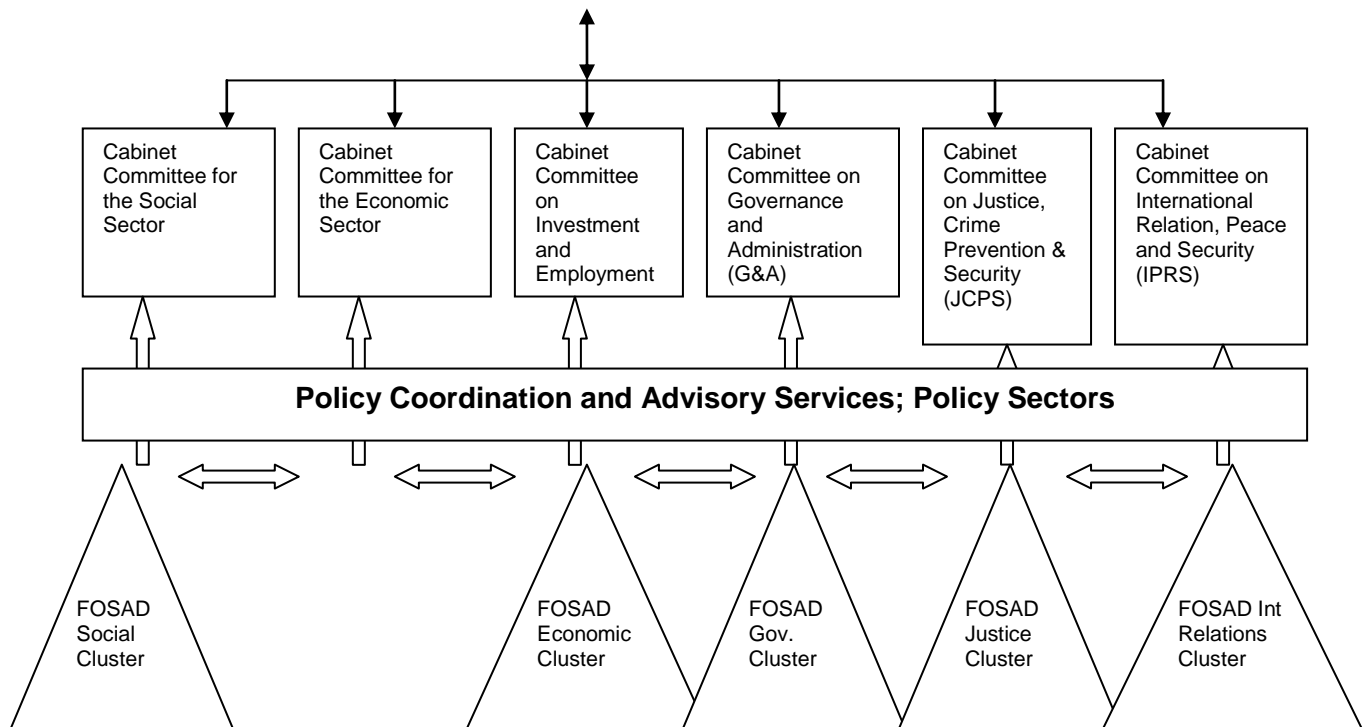 Cabinet
Committee for
the Social
Sector
Cabinet
Committee for
the Economic
Sector
Cabinet
Committee
on
Investment
and
Employment
Cabinet
Committee on
Governance
and
Administration
(G&A)
Cabinet
Committee
on Justice,
Crime
Prevention &
Security
(JCPS)
Cabinet
Committee on
International
Relation, Peace
and Security
(IPRS)
Policy Coordination and Advisory Services; Policy Sectors
FOSAD
Social
Cluster
FOSAD
Economic
Cluster
FOSAD
Gov.
Cluster
FOSAD
Justice
Cluster
FOSAD Int
Relations
Cluster